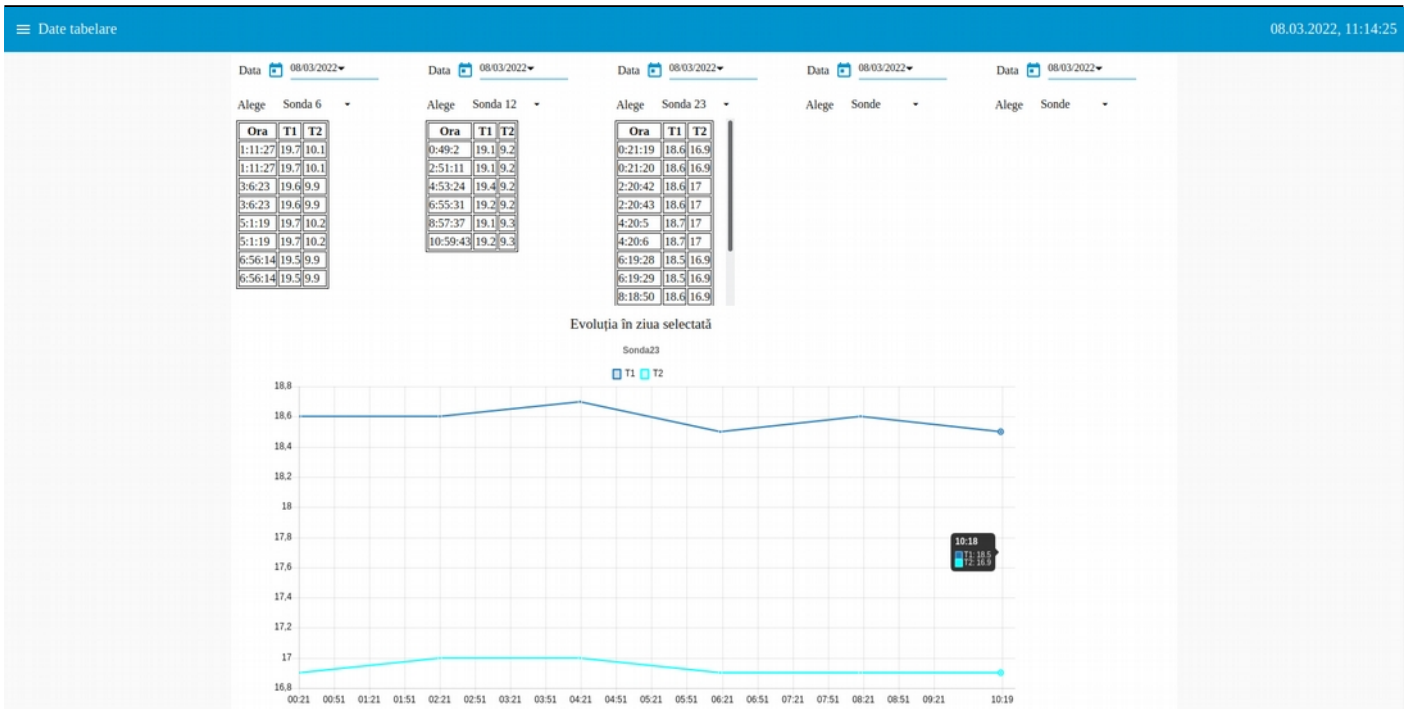 Date tabelare 08.03.2022, 11:14:25
Data 08/03/2022 Data 08/03/2022 Data 08/03/2022 Data 08/03/2022 Data 08/03/2022
Alege Sonda 6 Alege Sonda 12 Alege Sonda 23 Alege Sonde Alege Sonde
Ora T1 T2
1:11:27 19.7 10.1
1:11:27 19.7 10.1
3:6:23 19.6 9.9
3:6:23 19.6 9.9
5:1:19 19.7 10.2
5:1:19 19.7 10.2
6:56:14 19.5 9.9
6:56:14 19.5 9.9
Ora T1 T2
0:49:2 19.1 9.2
2:51:11 19.1 9.2
4:53:24 19.4 9.2
6:55:31 19.2 9.2
8:57:37 19.1 9.3
10:59:43 19.2 9.3
Ora T1 T2
0:21:19 18.6 16.9
0:21:20 18.6 16.9
2:20:42 18.6 17
2:20:43 18.6 17
4:20:5 18.7 17
4:20:6 18.7 17
6:19:28 18.5 16.9
6:19:29 18.5 16.9
8:18:50 18.6 16.9
Evoluția în ziua selectată
Sonda23
T1 T2
18,8
18,6
18,4
18,2
18
17,8
10:18
T1: 18.5
T2: 16.9
17,6
17,4
17,2
17
16,8
00:21 00:51 01:21 01:51 02:21 02:51 03:21 03:51 04:21 04:51 05:21 05:51 06:21 06:51 07:21 07:51 08:21 08:51 09:21 10:19